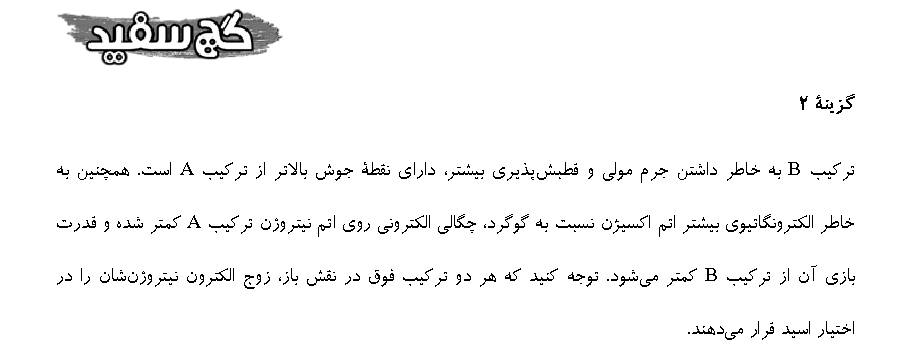 گچ سفید
گزینهٔ ۲
ترکیب B به خاطر داشتن جرم مولی و قطبش‌پذیری بیشتر، دارای نقطهٔ جوش بالاتر از ترکیب A است. همچنین به
خاطر الکترونگاتیوی بیشتر اتم اکسیژن نسبت به گوگرد، چگالی الکترونی روی اتم نیتروژن ترکیب A کمتر شده و قدرت
بازی آن از ترکیب B کمتر می‌شود. توجه کنید که هر دو ترکیب فوق در نقش باز، زوج الکترون نیتروژن‌شان را در
اختیار اسید قرار می‌دهند.